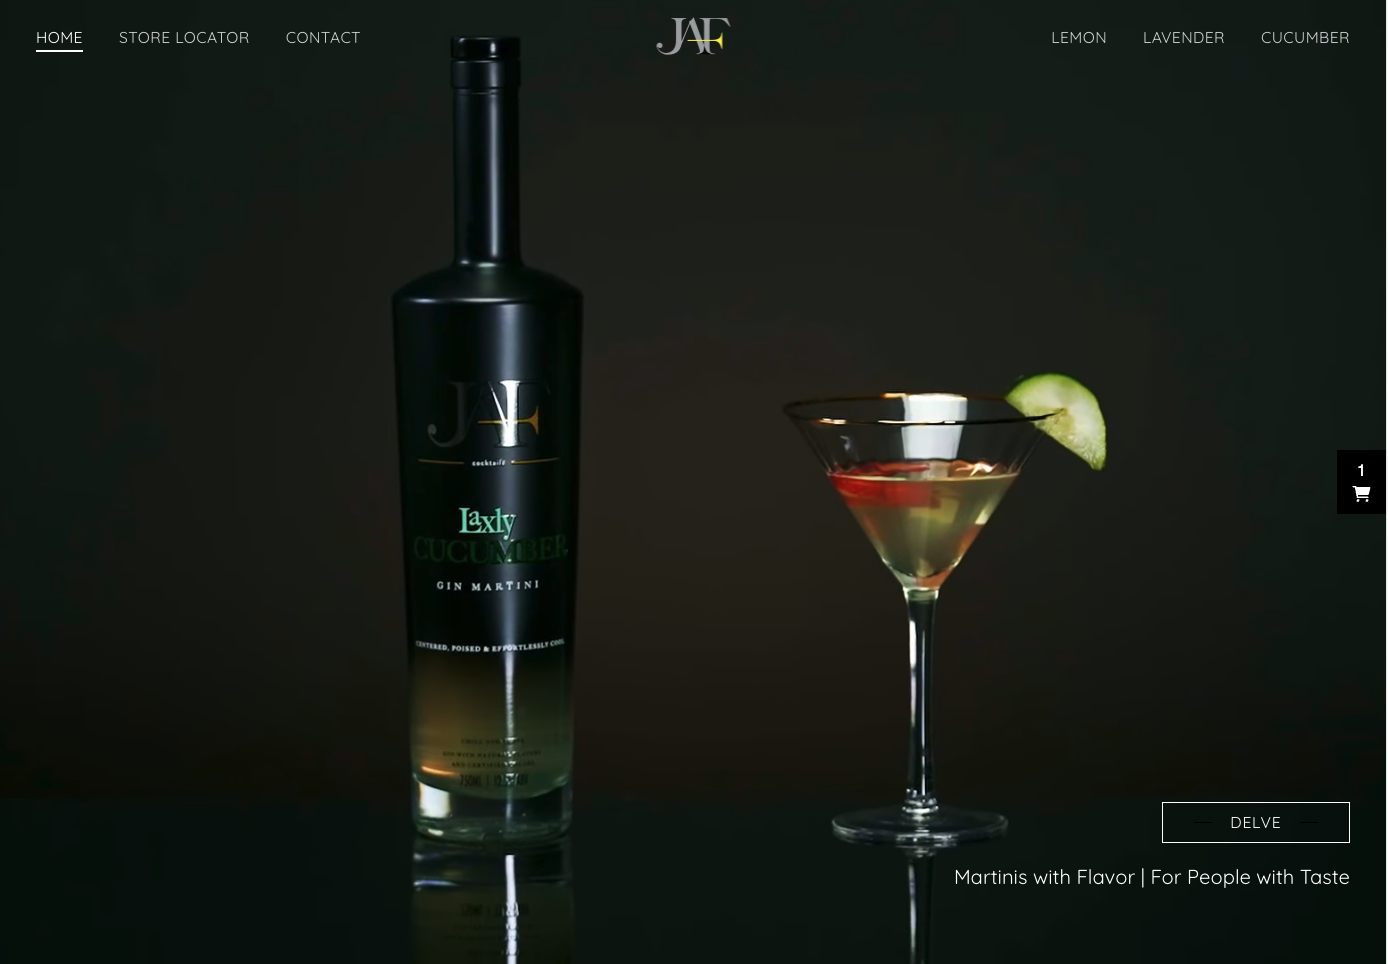 HOME STORE LOCATOR CONTACT
JAF
LEMON LAVENDER CUCUMBER
JAF
cocktails
Laxly
CUCUMBER
GIN MARTINI
CENTERED, POISED & EFFORTLESSLY COOL
1
DELVE
Martinis with Flavor | For People with Taste